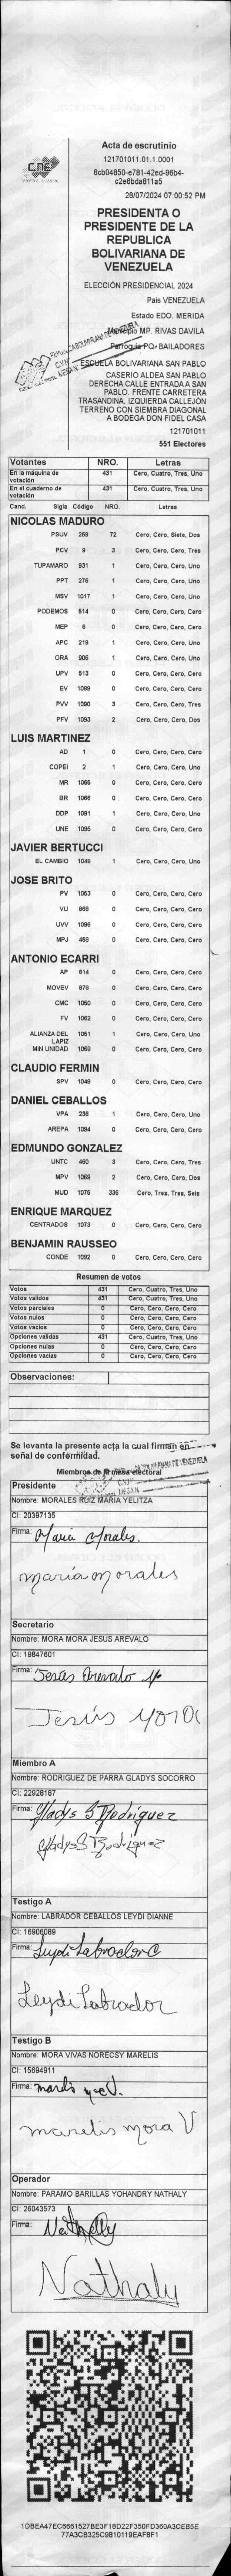 CNE
Acta de escrutinio
121701011.01.1.0001
8cb04850-e781-42ed-96b4-
c2e6bda811a5
28/07/2024 07:00:52 PM
PRESIDENTA O
PRESIDENTE DE LA
REPUBLICA
BOLIVARIANA DE
VENEZUELA
ELECCIÓN PRESIDENCIAL 2024
Pais VENEZUELA
Estado EDO. MERIDA
Municipio MP. RIVAS DAVILA
Parroquia PQ. BAILADORES
ESCUELA BOLIVARIANA SAN PABLO
CASERIO ALDEA SAN PABLO
DERECHA CALLE ENTRADA A SAN
PABLO. FRENTE CARRETERA
TRASANDINA. IZQUIERDA CALLEJÓN
TERRENO CON SIEMBRA DIAGONAL
A BODEGA DON FIDEL CASA
121701011
551 Electores
Votantes NRO. Letras
En la máquina de votación 431 Cero, Cuatro, Tres, Uno
En el cuaderno de votación 431 Cero, Cuatro, Tres, Uno
Cand. Sigla Código NRO. Letras
NICOLAS MADURO
PSUV 269 72 Cero, Cero, Siete, Dos
PCV 9 3 Cero, Cero, Cero, Tres
TUPAMARO 931 1 Cero, Cero, Cero, Uno
PPT 276 1 Cero, Cero, Cero, Uno
MSV 1017 1 Cero, Cero, Cero, Uno
PODEMOS 514 0 Cero, Cero, Cero, Cero
MEP 6 0 Cero, Cero, Cero, Cero
APC 219 1 Cero, Cero, Cero, Uno
ORA 906 1 Cero, Cero, Cero, Uno
UPV 513 0 Cero, Cero, Cero, Cero
EV 1089 0 Cero, Cero, Cero, Cero
PVV 1090 3 Cero, Cero, Cero, Tres
PFV 1093 2 Cero, Cero, Cero, Dos
LUIS MARTINEZ
AD 1 0 Cero, Cero, Cero, Cero
COPEI 2 1 Cero, Cero, Cero, Uno
MR 1065 0 Cero, Cero, Cero, Cero
BR 1066 0 Cero, Cero, Cero, Cero
DDP 1091 1 Cero, Cero, Cero, Uno
UNE 1095 0 Cero, Cero, Cero, Cero
JAVIER BERTUCCI
EL CAMBIO 1048 1 Cero, Cero, Cero, Uno
JOSE BRITO
PV 1053 0 Cero, Cero, Cero, Cero
VU 868 0 Cero, Cero, Cero, Cero
UVV 1096 0 Cero, Cero, Cero, Cero
MPJ 459 0 Cero, Cero, Cero, Cero
ANTONIO ECARRI
AP 814 0 Cero, Cero, Cero, Cero
MOVEV 879 0 Cero, Cero, Cero, Cero
CMC 1050 0 Cero, Cero, Cero, Cero
FV 1062 0 Cero, Cero, Cero, Cero
ALIANZA DEL LAPIZ 1051 1 Cero, Cero, Cero, Uno
MIN UNIDAD 1069 0 Cero, Cero, Cero, Cero
CLAUDIO FERMIN
SPV 1049 0 Cero, Cero, Cero, Cero
DANIEL CEBALLOS
VPA 236 1 Cero, Cero, Cero, Uno
AREPA 1094 0 Cero, Cero, Cero, Cero
EDMUNDO GONZALEZ
UNTC 460 3 Cero, Cero, Cero, Tres
MPV 1069 2 Cero, Cero, Cero, Dos
MUD 1075 336 Cero, Tres, Tres, Seis
ENRIQUE MARQUEZ
CENTRADOS 1073 0 Cero, Cero, Cero, Cero
BENJAMIN RAUSSEO
CONDE 1092 0 Cero, Cero, Cero, Cero
Resumen de votos
Votos 431 Cero, Cuatro, Tres, Uno
Votos validos 431 Cero, Cuatro, Tres, Uno
Votos parciales 0 Cero, Cero, Cero, Cero
Votos nulos 0 Cero, Cero, Cero, Cero
Votos vacios 0 Cero, Cero, Cero, Cero
Opciones validas 431 Cero, Cuatro, Tres, Uno
Opciones nulas 0 Cero, Cero, Cero, Cero
Opciones vacias 0 Cero, Cero, Cero, Cero
Observaciones:
Se levanta la presente acta la cual firman en
señal de conformidad.
Miembros de la mesa electoral
Presidente
Nombre: MORALES RUIZ MARIA YELITZA
CI: 20397135
Firma: Maria Morales.
maria morales
Secretario
Nombre: MORA MORA JESUS AREVALO
CI: 19847601
Firma: Jesús Arevalo M
Jesús Mora
Miembro A
Nombre: RODRIGUEZ DE PARRA GLADYS SOCORRO
CI: 22928187
Firma: Gladys S Rodriguez
Gladys S Rodriguez
Testigo A
Nombre: LABRADOR CEBALLOS LEYDI DIANNE
CI: 16906089
Firma: Leydi Labrador C
Leydi Labrador
Testigo B
Nombre: MORA VIVAS NORECSY MARELIS
CI: 15694911
Firma:
marelis mora V
Operador
Nombre: PARAMO BARILLAS YOHANDRY NATHALY
CI: 26043573
Firma: Nathaly
Nathaly
1DBEA47EC6661527BE3F18D22F350FD360A3CEB5E
77A3CB325C9810119EAF8F1